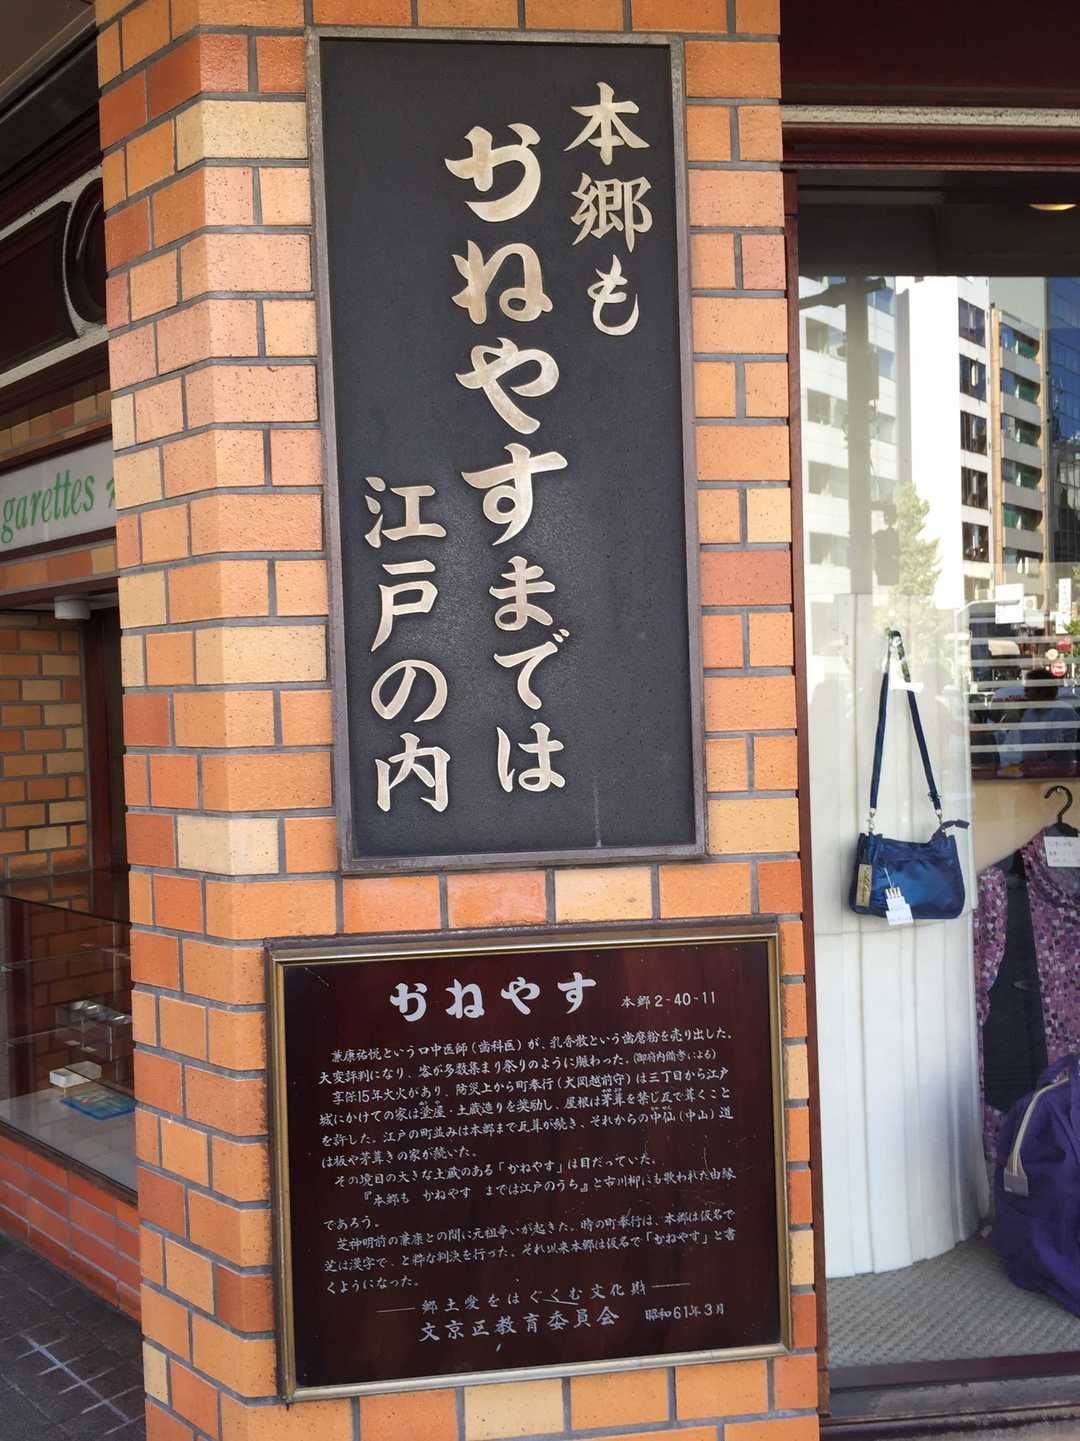 本郷も
かねやすまでは
江戸の内
garettes
かねやす 本郷2-40-11
兼康祐悦という口中医師(歯科医)が、乳香散という歯磨粉を売り出した。
大変評判になり、客が多数集まり祭りのように賑わった。(御府内備考による)
享保15年大火があり、防災上から町奉行(大岡越前守)は三丁目から江戸
城にかけての家は塗屋・土蔵造りを奨励し、屋根は茅葺を禁じ瓦で葺くこと
を許した。江戸の町並みは本郷まで瓦葺が続き、それからの中仙(中山)道
は板や茅葺きの家が続いた。
その境目の大きな土蔵のある「かねやす」は目だっていた。
『本郷も かねやす までは江戸のうち』と古川柳にも歌われた由縁
であろう。
芝神明前の兼康との間に元祖争いが起きた。時の町奉行は、本郷は仮名で
芝は漢字で、と粋な判決を行った。それ以来本郷は仮名で「かねやす」と書
くようになった。
――郷土愛をはぐくむ文化財――
文京区教育委員会 昭和61年3月